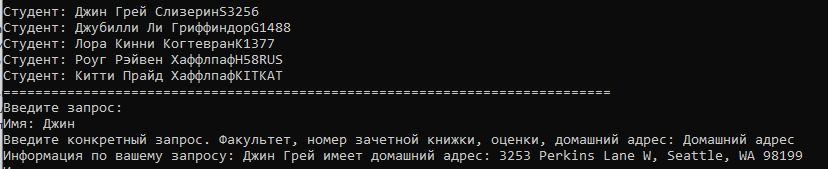 Студент: Джин Грей СлизеринS3256
Студент: Джубилли Ли ГриффиндорG1488
Студент: Лора Кинни КогтевранK1377
Студент: Роуг Рэйвен ХаффлпафH58RUS
Студент: Китти Прайд ХаффлпафKITKAT
============================================================================
Введите запрос:
Имя: Джин
Введите конкретный запрос. Факультет, номер зачетной книжки, оценки, домашний адрес: Домашний адрес
Информация по вашему запросу: Джин Грей имеет домашний адрес: 3253 Perkins Lane W, Seattle, WA 98199